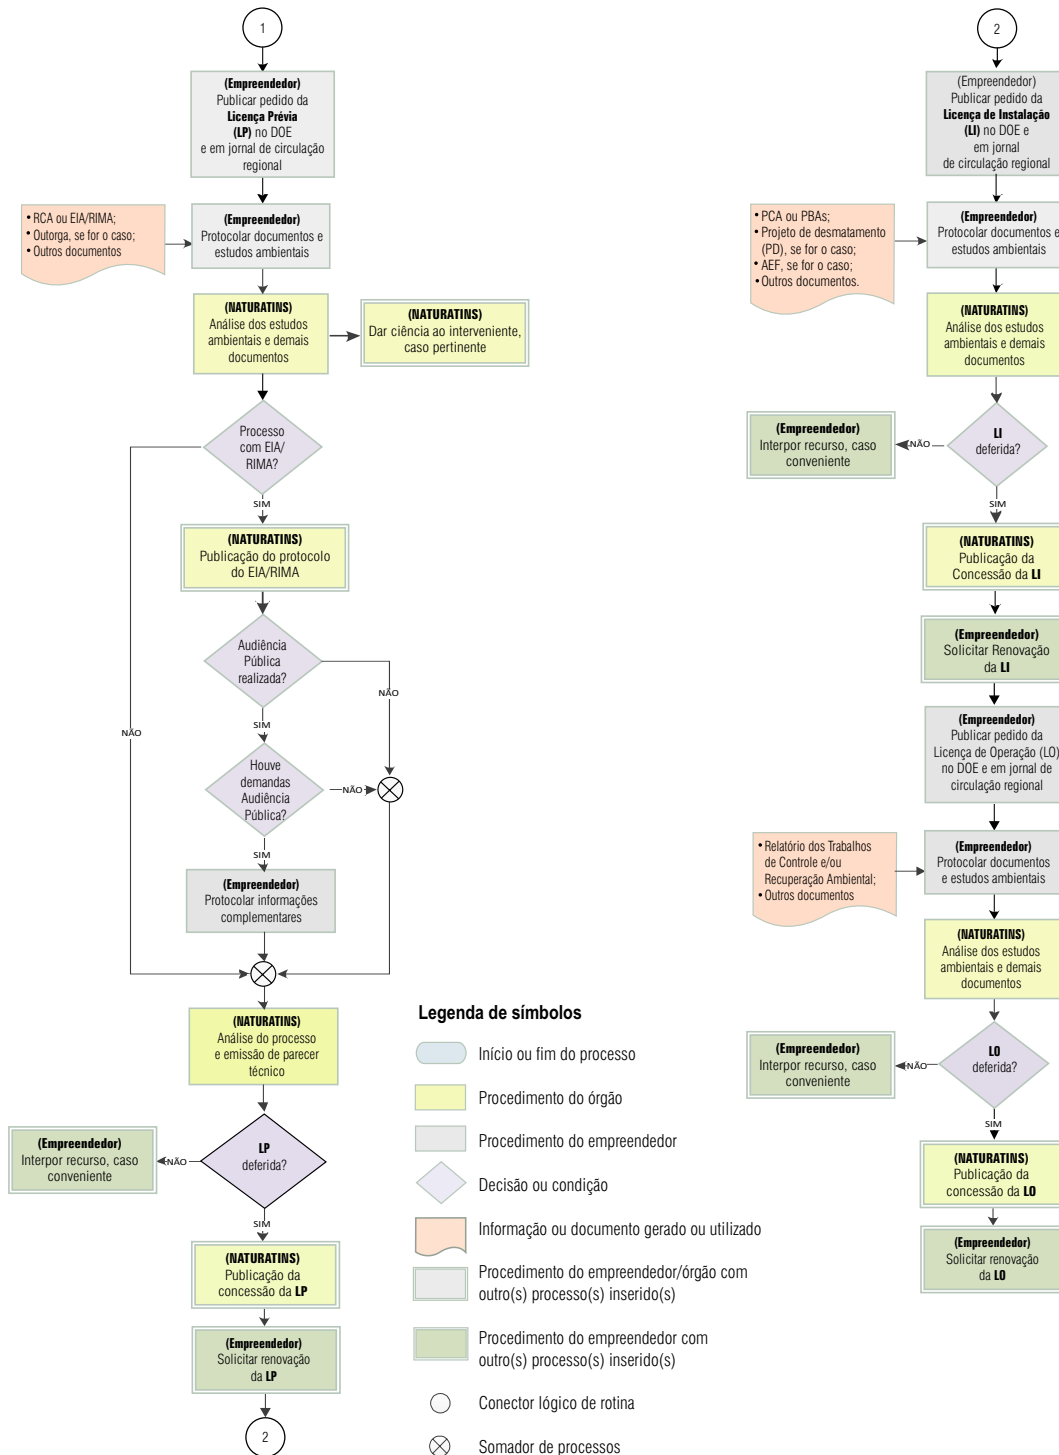 1
(Empreendedor)
Publicar pedido da
Licença Prévia
(LP) no DOE
e em jornal de circulação
regional
• RCA ou EIA/RIMA;
• Outorga, se for o caso;
• Outros documentos
(Empreendedor)
Protocolar documentos e
estudos ambientais
(NATURATINS)
Análise dos estudos
ambientais e demais
documentos
(NATURATINS)
Dar ciência ao interveniente,
caso pertinente
Processo
com EIA/
RIMA?
SIM
(NATURATINS)
Publicação do protocolo
do EIA/RIMA
Audiência
Pública
realizada?
NÃO
SIM
NÃO
Houve
demandas
Audiência
Pública?
NÃO
SIM
(Empreendedor)
Protocolar informações
complementares
(NATURATINS)
Análise do processo
e emissão de parecer
técnico
LP
deferida?
NÃO
(Empreendedor)
Interpor recurso, caso
conveniente
SIM
(NATURATINS)
Publicação da
concessão da LP
(Empreendedor)
Solicitar renovação
da LP
2
Legenda de símbolos
Início ou fim do processo
Procedimento do órgão
Procedimento do empreendedor
Decisão ou condição
Informação ou documento gerado ou utilizado
Procedimento do empreendedor/órgão com
outro(s) processo(s) inserido(s)
Procedimento do empreendedor com
outro(s) processo(s) inserido(s)
Conector lógico de rotina
Somador de processos
2
(Empreendedor)
Publicar pedido da
Licença de Instalação
(LI) no DOE e
em jornal
de circulação regional
• PCA ou PBAs;
• Projeto de desmatamento
(PD), se for o caso;
• AEF, se for o caso;
• Outros documentos.
(Empreendedor)
Protocolar documentos e
estudos ambientais
(NATURATINS)
Análise dos estudos
ambientais e demais
documentos
LI
deferida?
NÃO
(Empreendedor)
Interpor recurso, caso
conveniente
SIM
(NATURATINS)
Publicação da
Concessão da LI
(Empreendedor)
Solicitar Renovação
da LI
(Empreendedor)
Publicar pedido da
Licença de Operação (LO)
no DOE e em jornal de
circulação regional
• Relatório dos Trabalhos
de Controle e/ou
Recuperação Ambiental;
• Outros documentos
(Empreendedor)
Protocolar documentos
e estudos ambientais
(NATURATINS)
Análise dos estudos
ambientais e demais
documentos
LO
deferida?
NÃO
(Empreendedor)
Interpor recurso, caso
conveniente
SIM
(NATURATINS)
Publicação da
concessão da LO
(Empreendedor)
Solicitar renovação
da LO